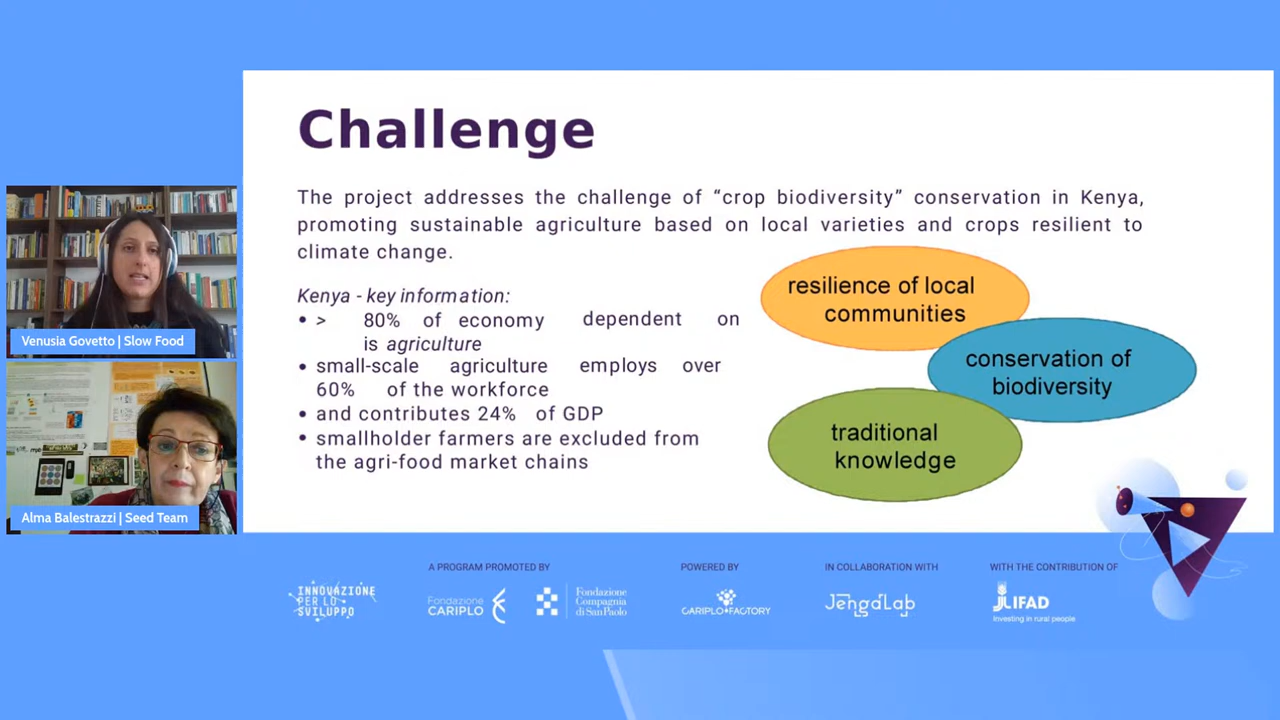 Challenge
The project addresses the challenge of “crop biodiversity” conservation in Kenya,
promoting sustainable agriculture based on local varieties and crops resilient to
climate change.
Kenya - key information:
• > 80% of economy dependent on
is agriculture
• small-scale agriculture employs over
60% of the workforce
• and contributes 24% of GDP
• smallholder farmers are excluded from
the agri-food market chains
resilience of local
communities
conservation of
biodiversity
traditional
knowledge
Venusia Govetto | Slow Food
Alma Balestrazzi | Seed Team
INNOVAZIONE
PER LO
SVILUPPO
A PROGRAM PROMOTED BY
Fondazione
CARIPLO
Fondazione
Compagnia
di San Paolo
POWERED BY
CARIPLO FACTORY
IN COLLABORATION WITH
JengaLab
WITH THE CONTRIBUTION OF
JLIFAD
Investing in rural people